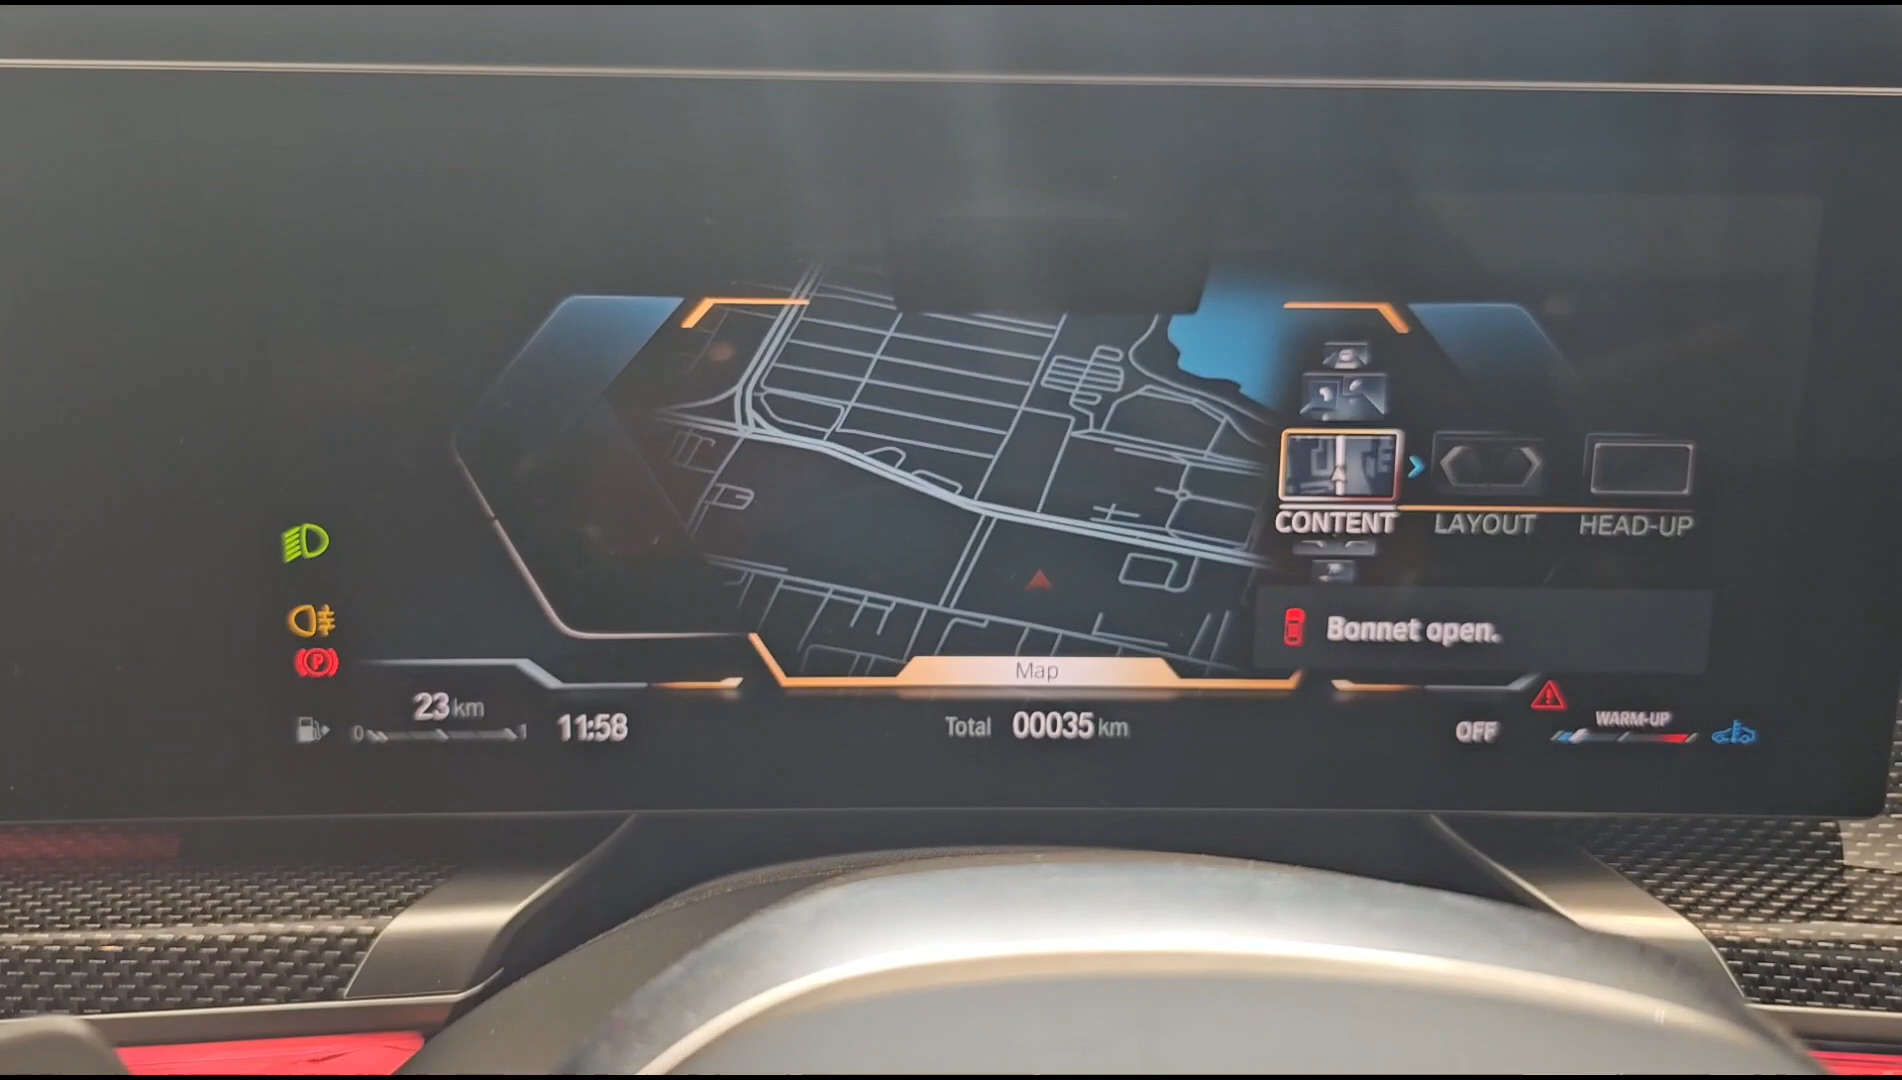 CONTENT LAYOUT HEAD-UP
Bonnet open.
Map
23 km
0 1
11:58
Total 00035 km
OFF
WARM-UP